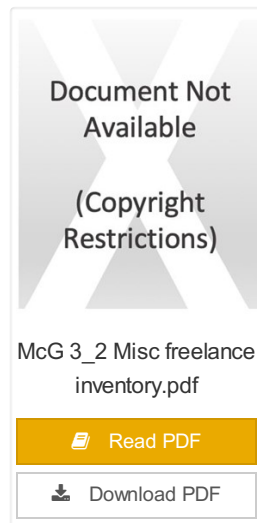 Document Not
Available
(Copyright
Restrictions)
McG 3_2 Misc freelance
inventory.pdf
Read PDF
Download PDF